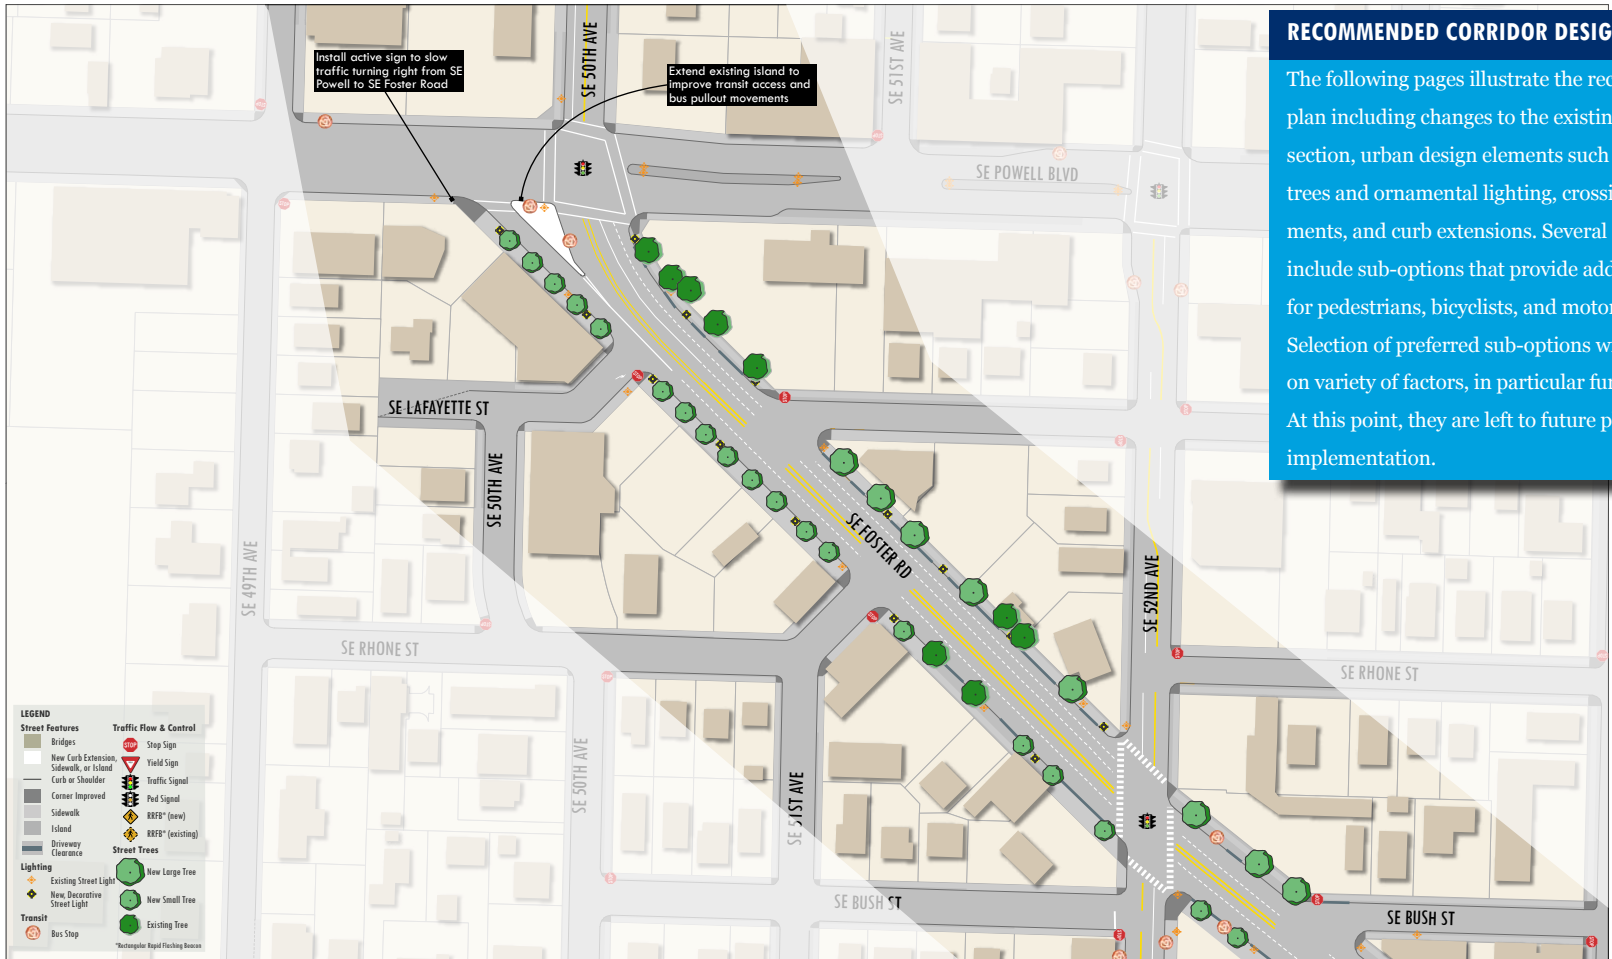 RECOMMENDED CORRIDOR DESIG
The following pages illustrate the rec
plan including changes to the existin
section, urban design elements such
trees and ornamental lighting, crossi
ments, and curb extensions. Several
include sub-options that provide add
for pedestrians, bicyclists, and motor
Selection of preferred sub-options w
on variety of factors, in particular fu
At this point, they are left to future p
implementation.
Install active sign to slow
traffic turning right from SE
Powell to SE Foster Road
Extend existing island to
improve transit access and
bus pullout movements
SE 50TH AVE
SE 51ST AVE
SE POWELL BLVD
SE LAFAYETTE ST
SE 50TH AVE
SE 49TH AVE
SE FOSTER RD
SE 52ND AVE
SE RHONE ST
SE RHONE ST
SE 50TH AVE
SE 51ST AVE
SE BUSH ST
SE BUSH ST
STOP
STOP
LEGEND
Street Features
Bridges
New Curb Extension,
Sidewalk, or Island
Curb or Shoulder
Corner Improved
Sidewalk
Island
Driveway
Clearance
Lighting
Existing Street Light
New, Decorative
Street Light
Transit
Bus Stop
Traffic Flow & Control
STOP
Stop Sign
Yield Sign
Traffic Signal
Ped Signal
RRFB* (new)
RRFB* (existing)
Street Trees
New Large Tree
New Small Tree
Existing Tree
*Rectangular Rapid Flashing Beacon